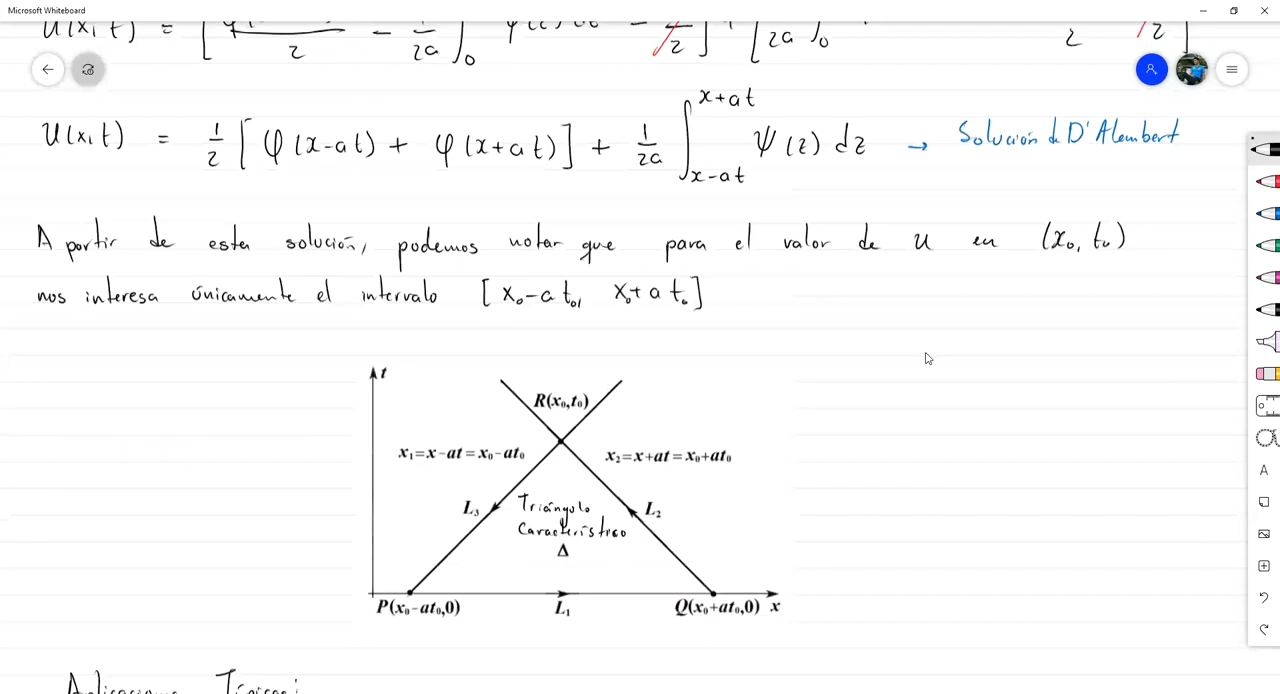 Microsoft Whiteboard
U(x,t) =
U(x,t) = 1/2 [φ(x-at) + φ(x+at)] + 1/2a ∫_{x-at}^{x+at} ψ(z) dz → Solución de D'Alembert
A partir de esta solución, podemos notar que para el valor de u en (x₀, t₀)
nos interesa únicamente el intervalo [x₀-at₀, x₀+at₀]
t
R(x₀,t₀)
x₁=x-at=x₀-at₀ x₂=x+at=x₀+at₀
L₃ Triángulo L₂
Característico
Δ
P(x₀-at₀,0) L₁ Q(x₀+at₀,0) x